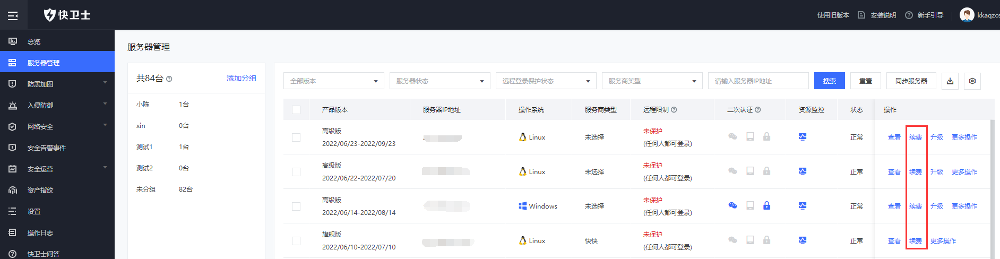 快卫士
使用旧版本 安装说明 新手引导 kkaqzcs
总览
服务器管理
防黑加固
入侵防御
网络安全
安全告警事件
安全运营
资产指纹
设置
操作日志
快卫士问答
服务器管理
共84台 添加分组
小陈 1台
xin 0台
测试1 1台
测试2 0台
未分组 82台
全部版本 服务器状态 远程登录保护状态 服务商类型 请输入服务器IP地址 搜索 重置 同步服务器
产品版本 服务器IP地址 操作系统 服务商类型 远程限制 二次认证 资源监控 状态 操作
高级版 未保护
Linux 未选择 正常 查看 续费 升级 更多操作
2022/06/23-2022/09/23 (任何人都可登录)
高级版 未保护
Linux 未选择 正常 查看 续费 升级 更多操作
2022/06/22-2022/07/20 (任何人都可登录)
高级版 未保护
Windows 未选择 正常 查看 续费 升级 更多操作
2022/06/14-2022/08/14 (任何人都可登录)
旗舰版 未保护
Linux 快快 正常 查看 续费 更多操作
2022/06/10-2022/07/10 (任何人都可登录)